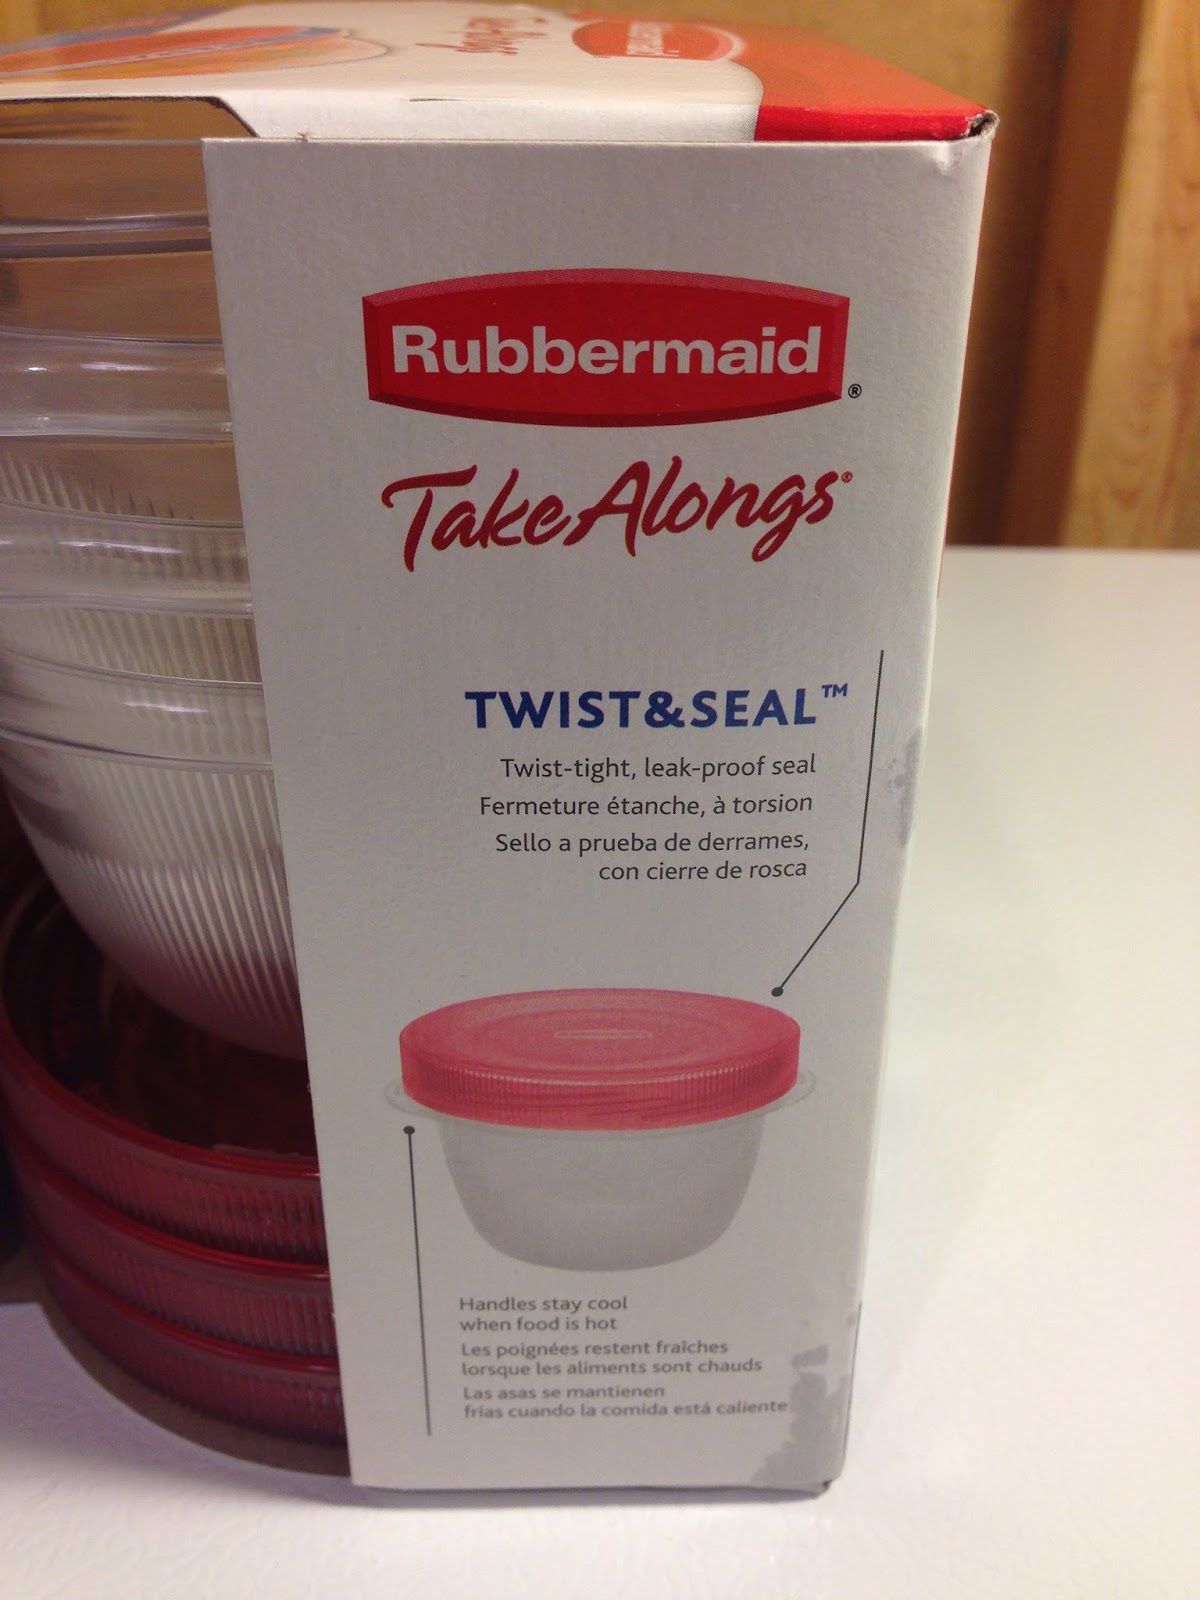 Rubbermaid®
TakeAlongs®
TWIST&SEAL™
Twist-tight, leak-proof seal
Fermeture étanche, à torsion
Sello a prueba de derrames,
con cierre de rosca
Handles stay cool
when food is hot
Les poignées restent fraîches
lorsque les aliments sont chauds
Las asas se mantienen
frías cuando la comida está caliente